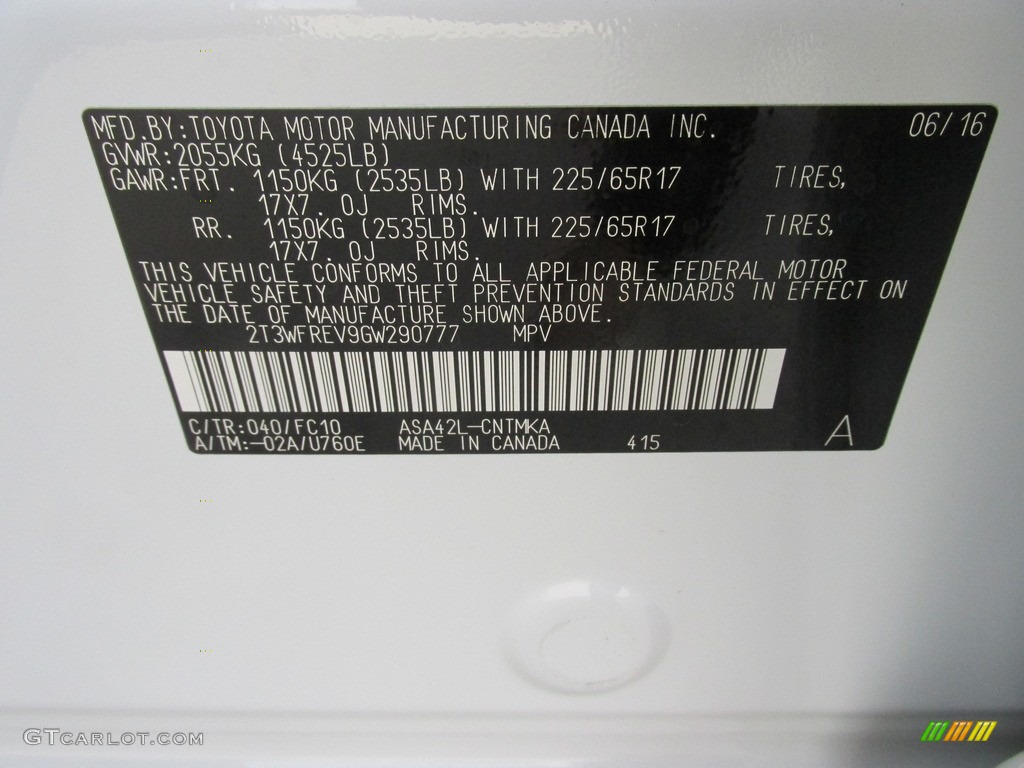 MFD.BY:TOYOTA MOTOR MANUFACTURING CANADA INC. 06/16
GVWR:2055KG (4525LB)
GAWR:FRT. 1150KG (2535LB) WITH 225/65R17 TIRES,
17X7.0J RIMS.
RR. 1150KG (2535LB) WITH 225/65R17 TIRES,
17X7.0J RIMS.
THIS VEHICLE CONFORMS TO ALL APPLICABLE FEDERAL MOTOR
VEHICLE SAFETY AND THEFT PREVENTION STANDARDS IN EFFECT ON
THE DATE OF MANUFACTURE SHOWN ABOVE.
2T3WFREV9GW290777 MPV
C/TR:040/FC10 ASA42L-CNTMKA
A/TM:-02A/U760E MADE IN CANADA 415 A
GTCARLOT.COM